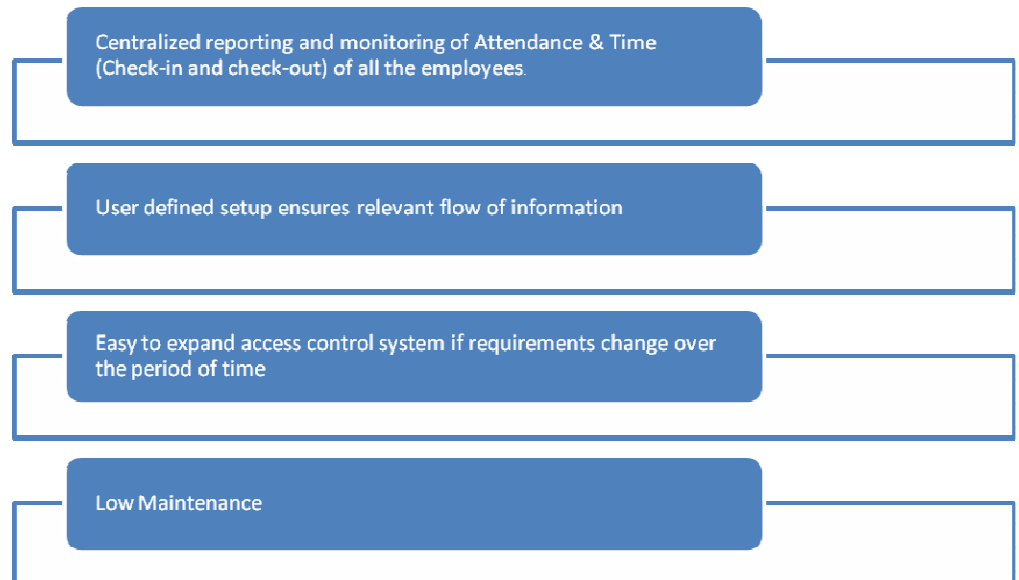 Centralized reporting and monitoring of Attendance & Time
(Check-in and check-out) of all the employees.
User defined setup ensures relevant flow of information
Easy to expand access control system if requirements change over
the period of time
Low Maintenance